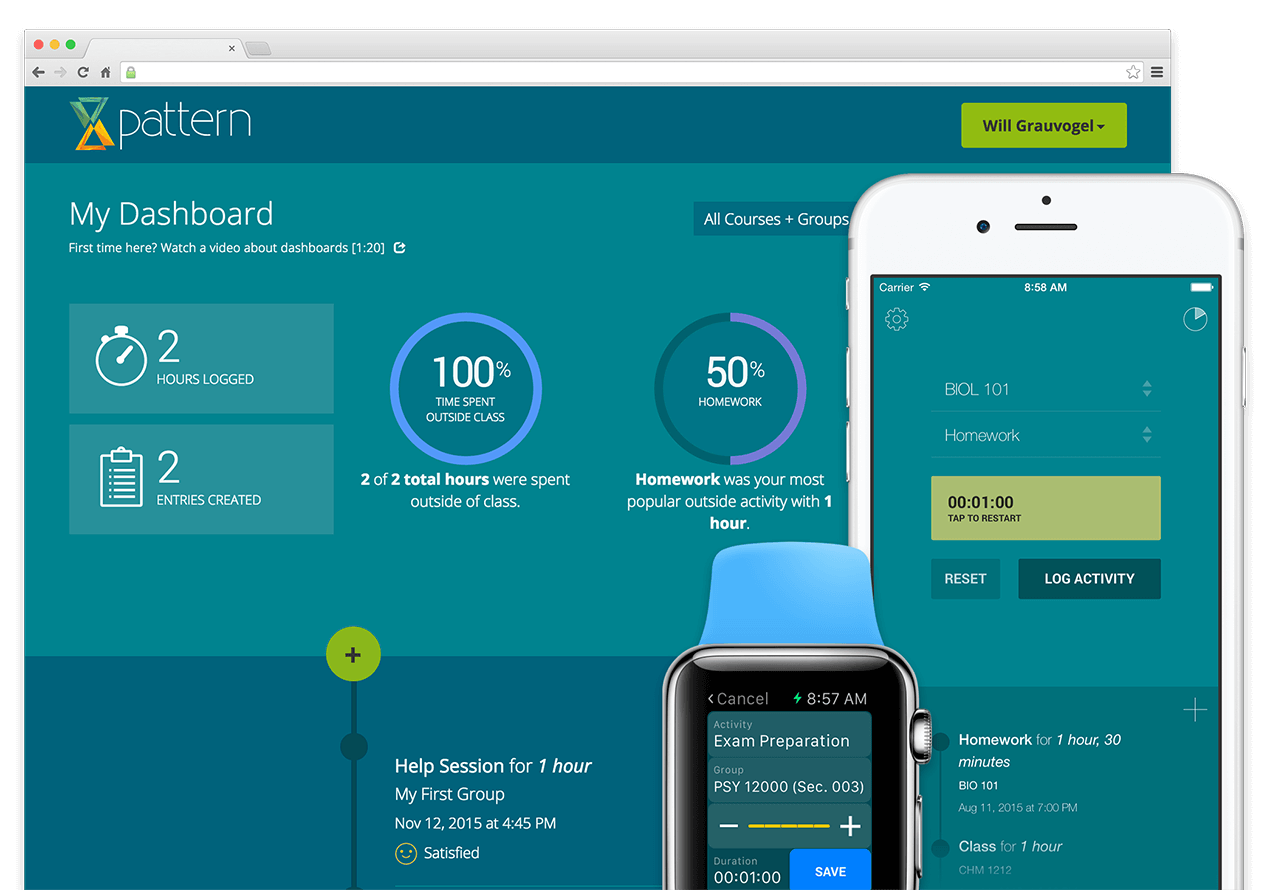 pattern
Will Grauvogel
My Dashboard
First time here? Watch a video about dashboards [1:20]
All Courses + Groups
2
HOURS LOGGED
2
ENTRIES CREATED
100%
TIME SPENT
OUTSIDE CLASS
2 of 2 total hours were spent
outside of class.
50%
HOMEWORK
Homework was your most
popular outside activity with 1
hour.
Help Session for 1 hour
My First Group
Nov 12, 2015 at 4:45 PM
Satisfied
Cancel 8:57 AM
Activity
Exam Preparation
Group
PSY 12000 (Sec. 003)
Duration
00:01:00
SAVE
Carrier 8:58 AM
BIOL 101
Homework
00:01:00
TAP TO RESTART
RESET LOG ACTIVITY
Homework for 1 hour, 30
minutes
BIO 101
Aug 11, 2015 at 7:00 PM
Class for 1 hour
CHM 1212